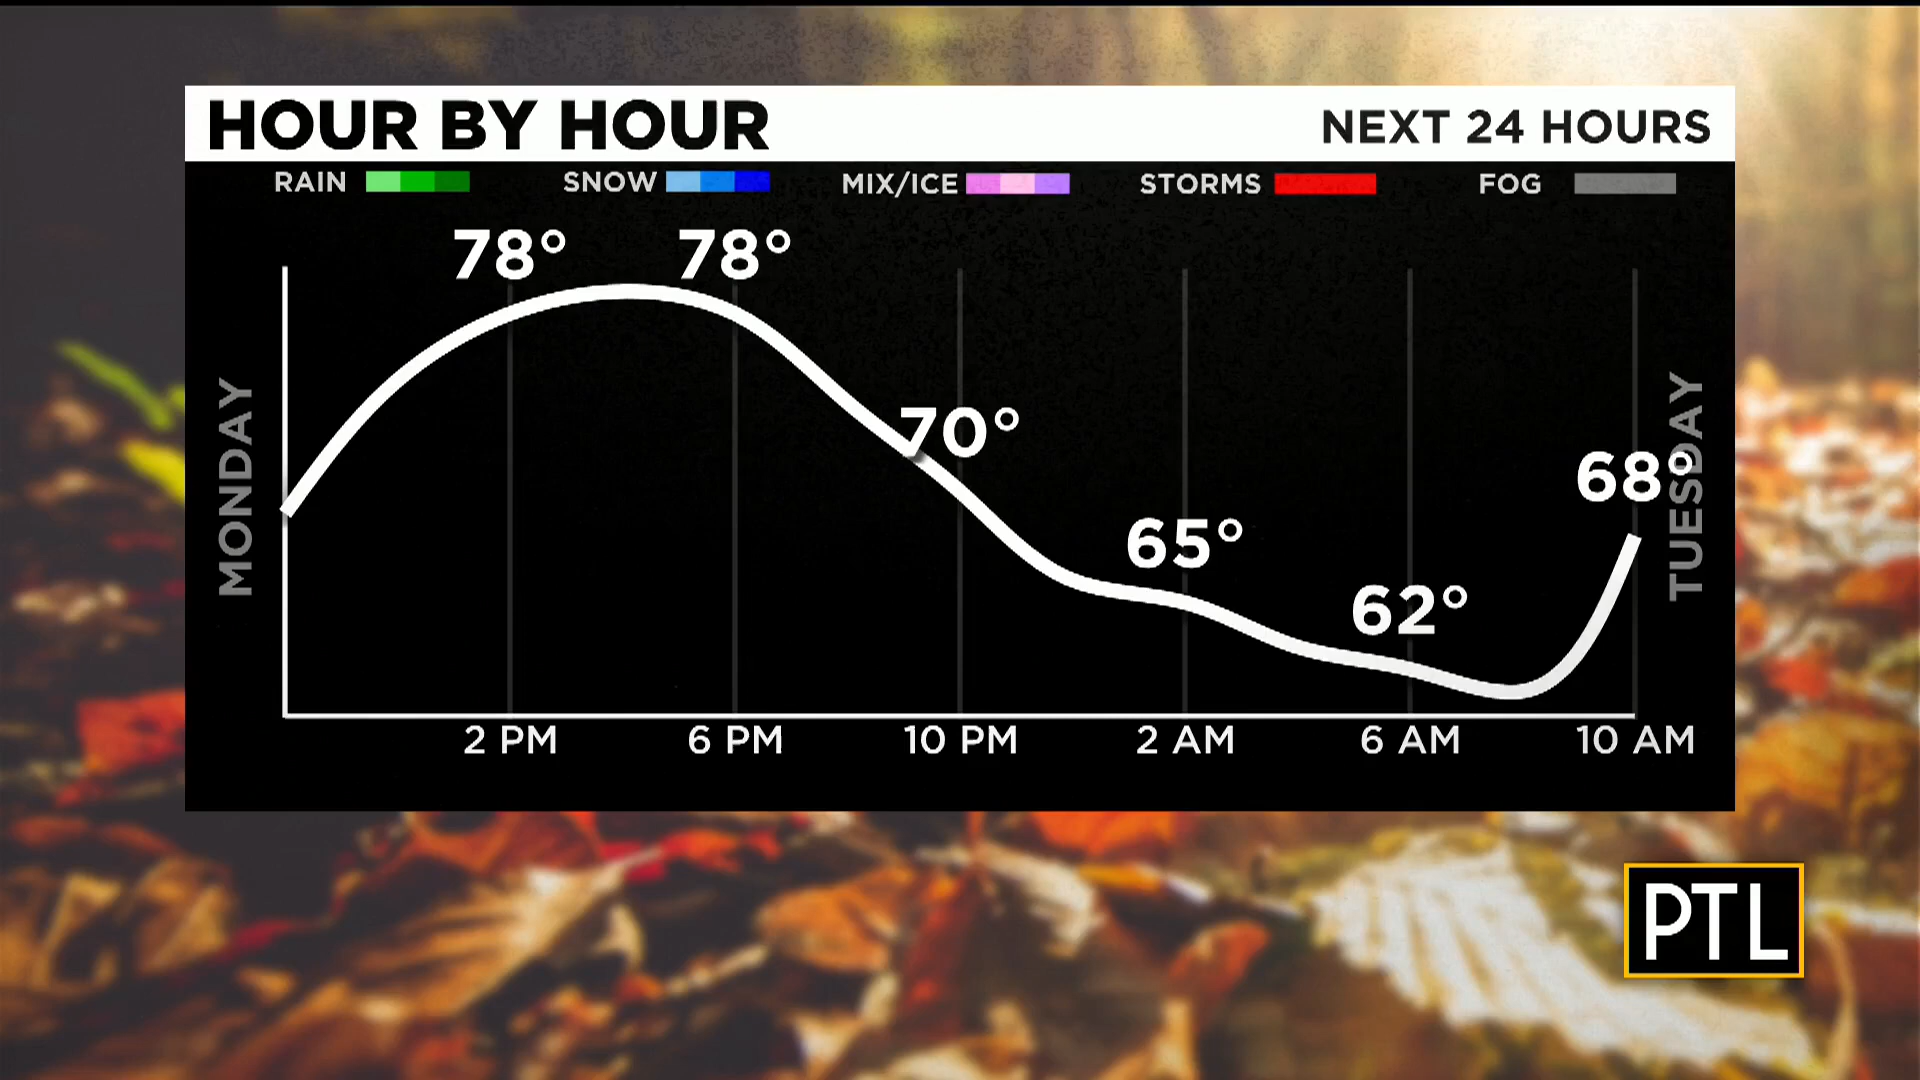 HOUR BY HOUR
NEXT 24 HOURS
RAIN
SNOW
MIX/ICE
STORMS
FOG
78°
78°
70°
65°
62°
68°
MONDAY
TUESDAY
2 PM
6 PM
10 PM
2 AM
6 AM
10 AM
PTL